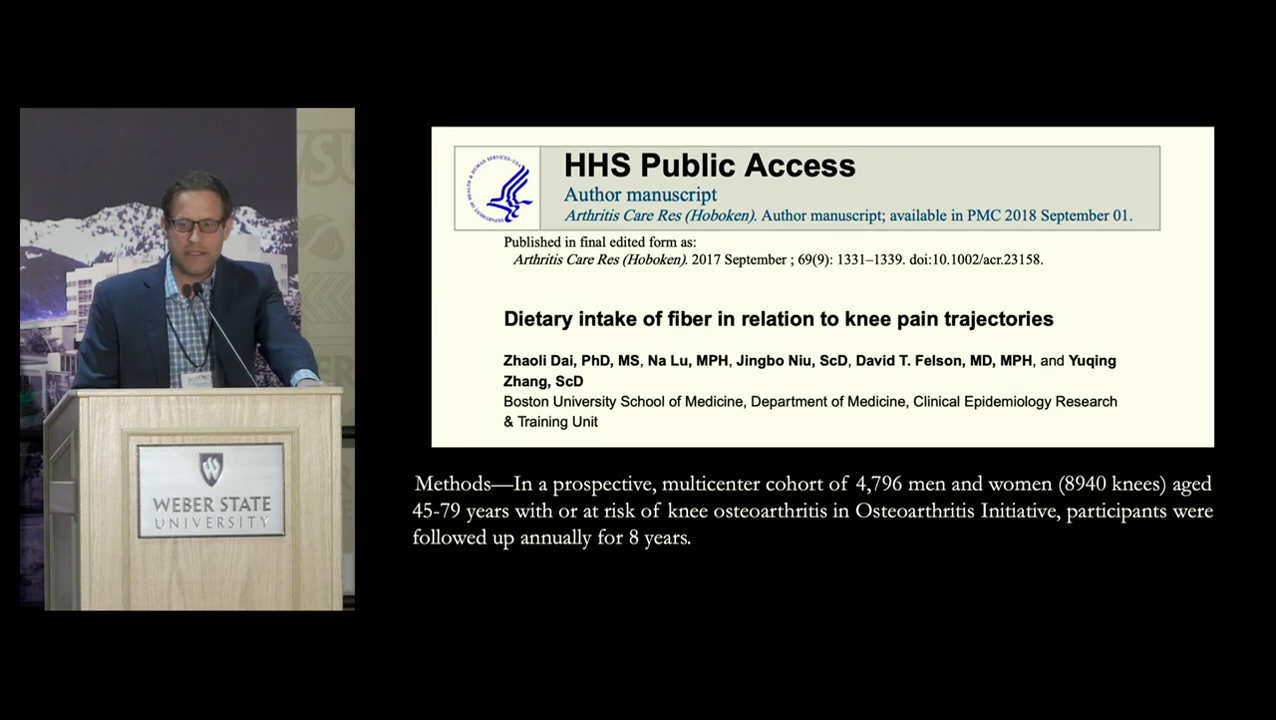 WSU
WEBER STATE
UNIVERSITY
HHS Public Access
Author manuscript
Arthritis Care Res (Hoboken). Author manuscript; available in PMC 2018 September 01.
Published in final edited form as:
Arthritis Care Res (Hoboken). 2017 September ; 69(9): 1331–1339. doi:10.1002/acr.23158.
Dietary intake of fiber in relation to knee pain trajectories
Zhaoli Dai, PhD, MS, Na Lu, MPH, Jingbo Niu, ScD, David T. Felson, MD, MPH, and Yuqing
Zhang, ScD
Boston University School of Medicine, Department of Medicine, Clinical Epidemiology Research
& Training Unit
Methods—In a prospective, multicenter cohort of 4,796 men and women (8940 knees) aged
45-79 years with or at risk of knee osteoarthritis in Osteoarthritis Initiative, participants were
followed up annually for 8 years.